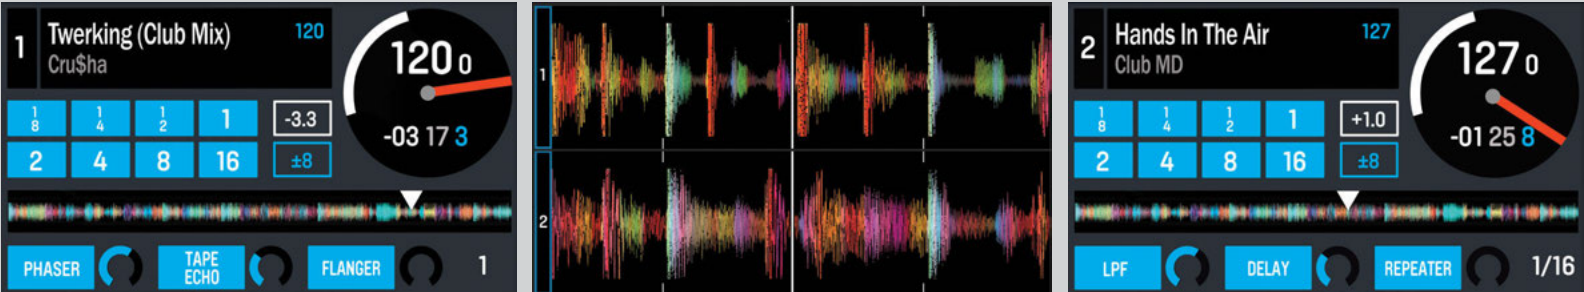 1
Twerking (Club Mix)
120
Cru$ha
120 0
1/8 1/4 1/2 1
-3.3
2 4 8 16
±8
-03 17 3
PHASER
TAPE
ECHO
FLANGER
1
1
2
2
Hands In The Air
127
Club MD
127 0
1/8 1/4 1/2 1
+1.0
2 4 8 16
±8
-01 25 8
LPF
DELAY
REPEATER
1/16